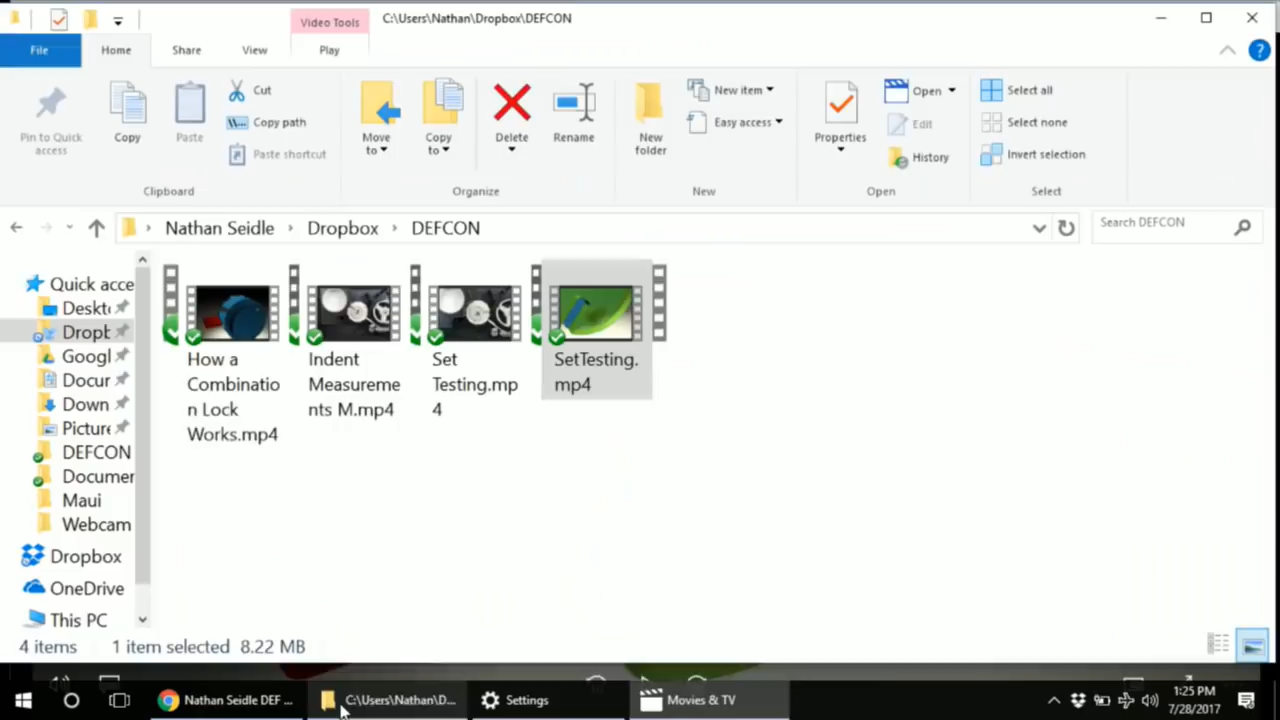 Video Tools
C:\Users\Nathan\Dropbox\DEFCON
File
Home
Share
View
Play
Pin to Quick
access
Copy
Paste
Cut
Copy path
Paste shortcut
Clipboard
Move
to
Copy
to
Delete
Rename
Organize
New
folder
New item
Easy access
New
Properties
Open
Edit
History
Open
Select all
Select none
Invert selection
Select
Nathan Seidle
Dropbox
DEFCON
Search DEFCON
Quick acce
Deskt
Dropb
Googl
Docur
Down
Picture
DEFCON
Documer
Maui
Webcam
Dropbox
OneDrive
This PC
How a
Combinatio
n Lock
Works.mp4
Indent
Measureme
nts M.mp4
Set
Testing.mp
4
SetTesting.
mp4
4 items
1 item selected 8.22 MB
Nathan Seidle DEF ...
C:\Users\Nathan\D...
Settings
Movies & TV
1:25 PM
7/28/2017